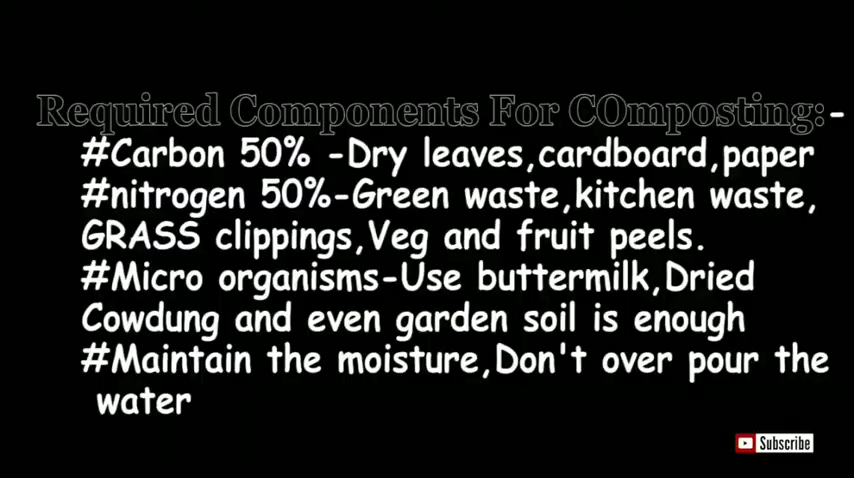 Required Components For COmposting:-
#Carbon 50% -Dry leaves,cardboard,paper
#nitrogen 50%-Green waste,kitchen waste,
GRASS clippings,Veg and fruit peels.
#Micro organisms-Use buttermilk,Dried
Cowdung and even garden soil is enough
#Maintain the moisture,Don't over pour the
water
Subscribe